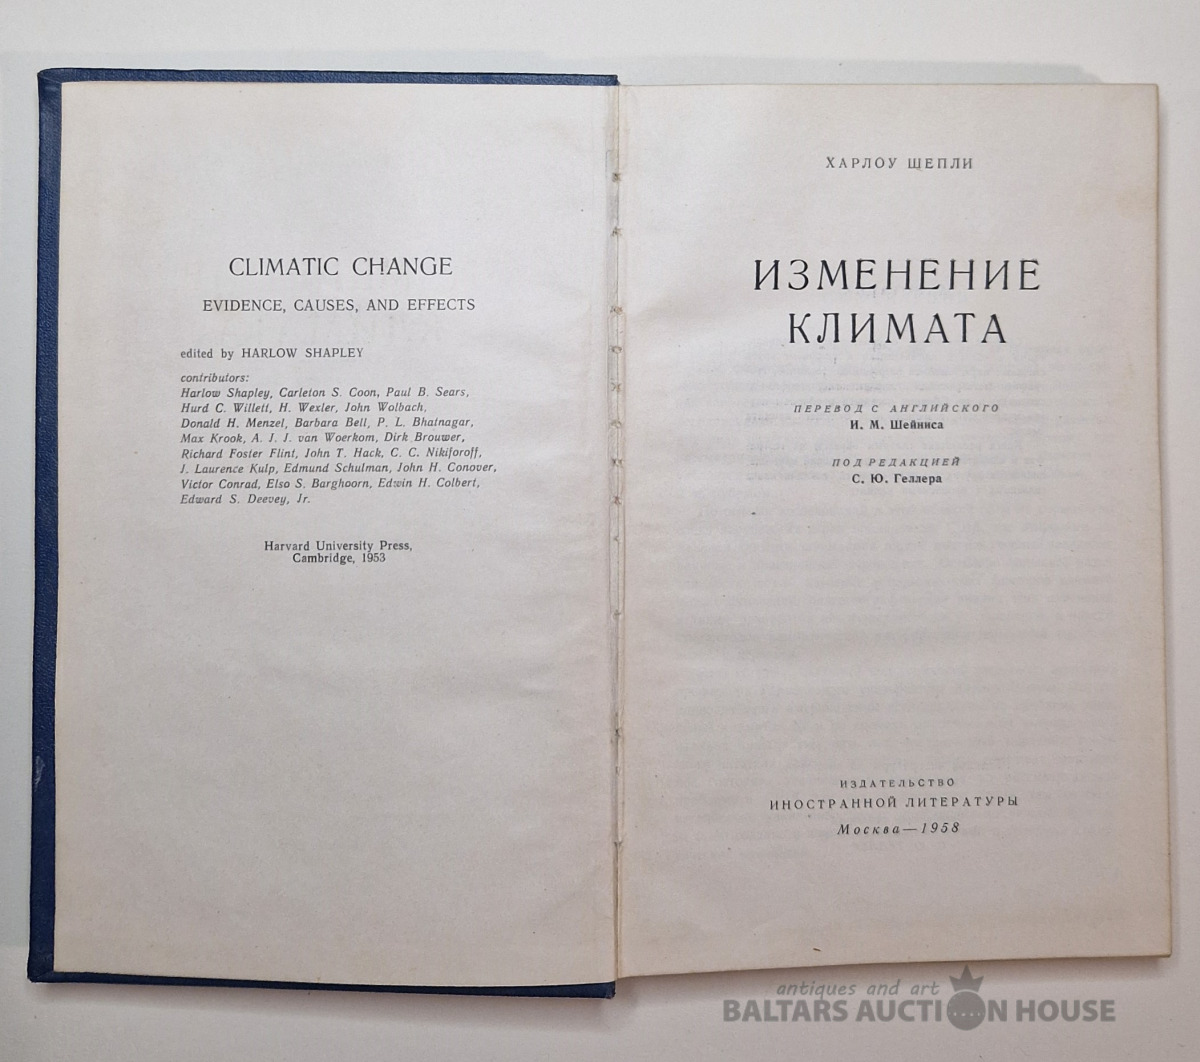 CLIMATIC CHANGE
EVIDENCE, CAUSES, AND EFFECTS
edited by HARLOW SHAPLEY
contributors:
Harlow Shapley, Carleton S. Coon, Paul B. Sears,
Hurd C. Willett, H. Wexler, John Wolbach,
Donald H. Menzel, Barbara Bell, P. L. Bhatnagar,
Max Krook, A. J. J. van Woerkom, Dirk Brouwer,
Richard Foster Flint, John T. Hack, C. C. Nikiforoff,
J. Laurence Kulp, Edmund Schulman, John H. Conover,
Victor Conrad, Elso S. Barghoorn, Edwin H. Colbert,
Edward S. Deevey, Jr.
Harvard University Press,
Cambridge, 1953
ХАРЛОУ ШЕПЛИ
ИЗМЕНЕНИЕ
КЛИМАТА
ПЕРЕВОД С АНГЛИЙСКОГО
И. М. Шейниса
ПОД РЕДАКЦИЕЙ
С. Ю. Геллера
ИЗДАТЕЛЬСТВО
ИНОСТРАННОЙ ЛИТЕРАТУРЫ
Москва—1958
antiques and art
BALTARS AUCTION HOUSE